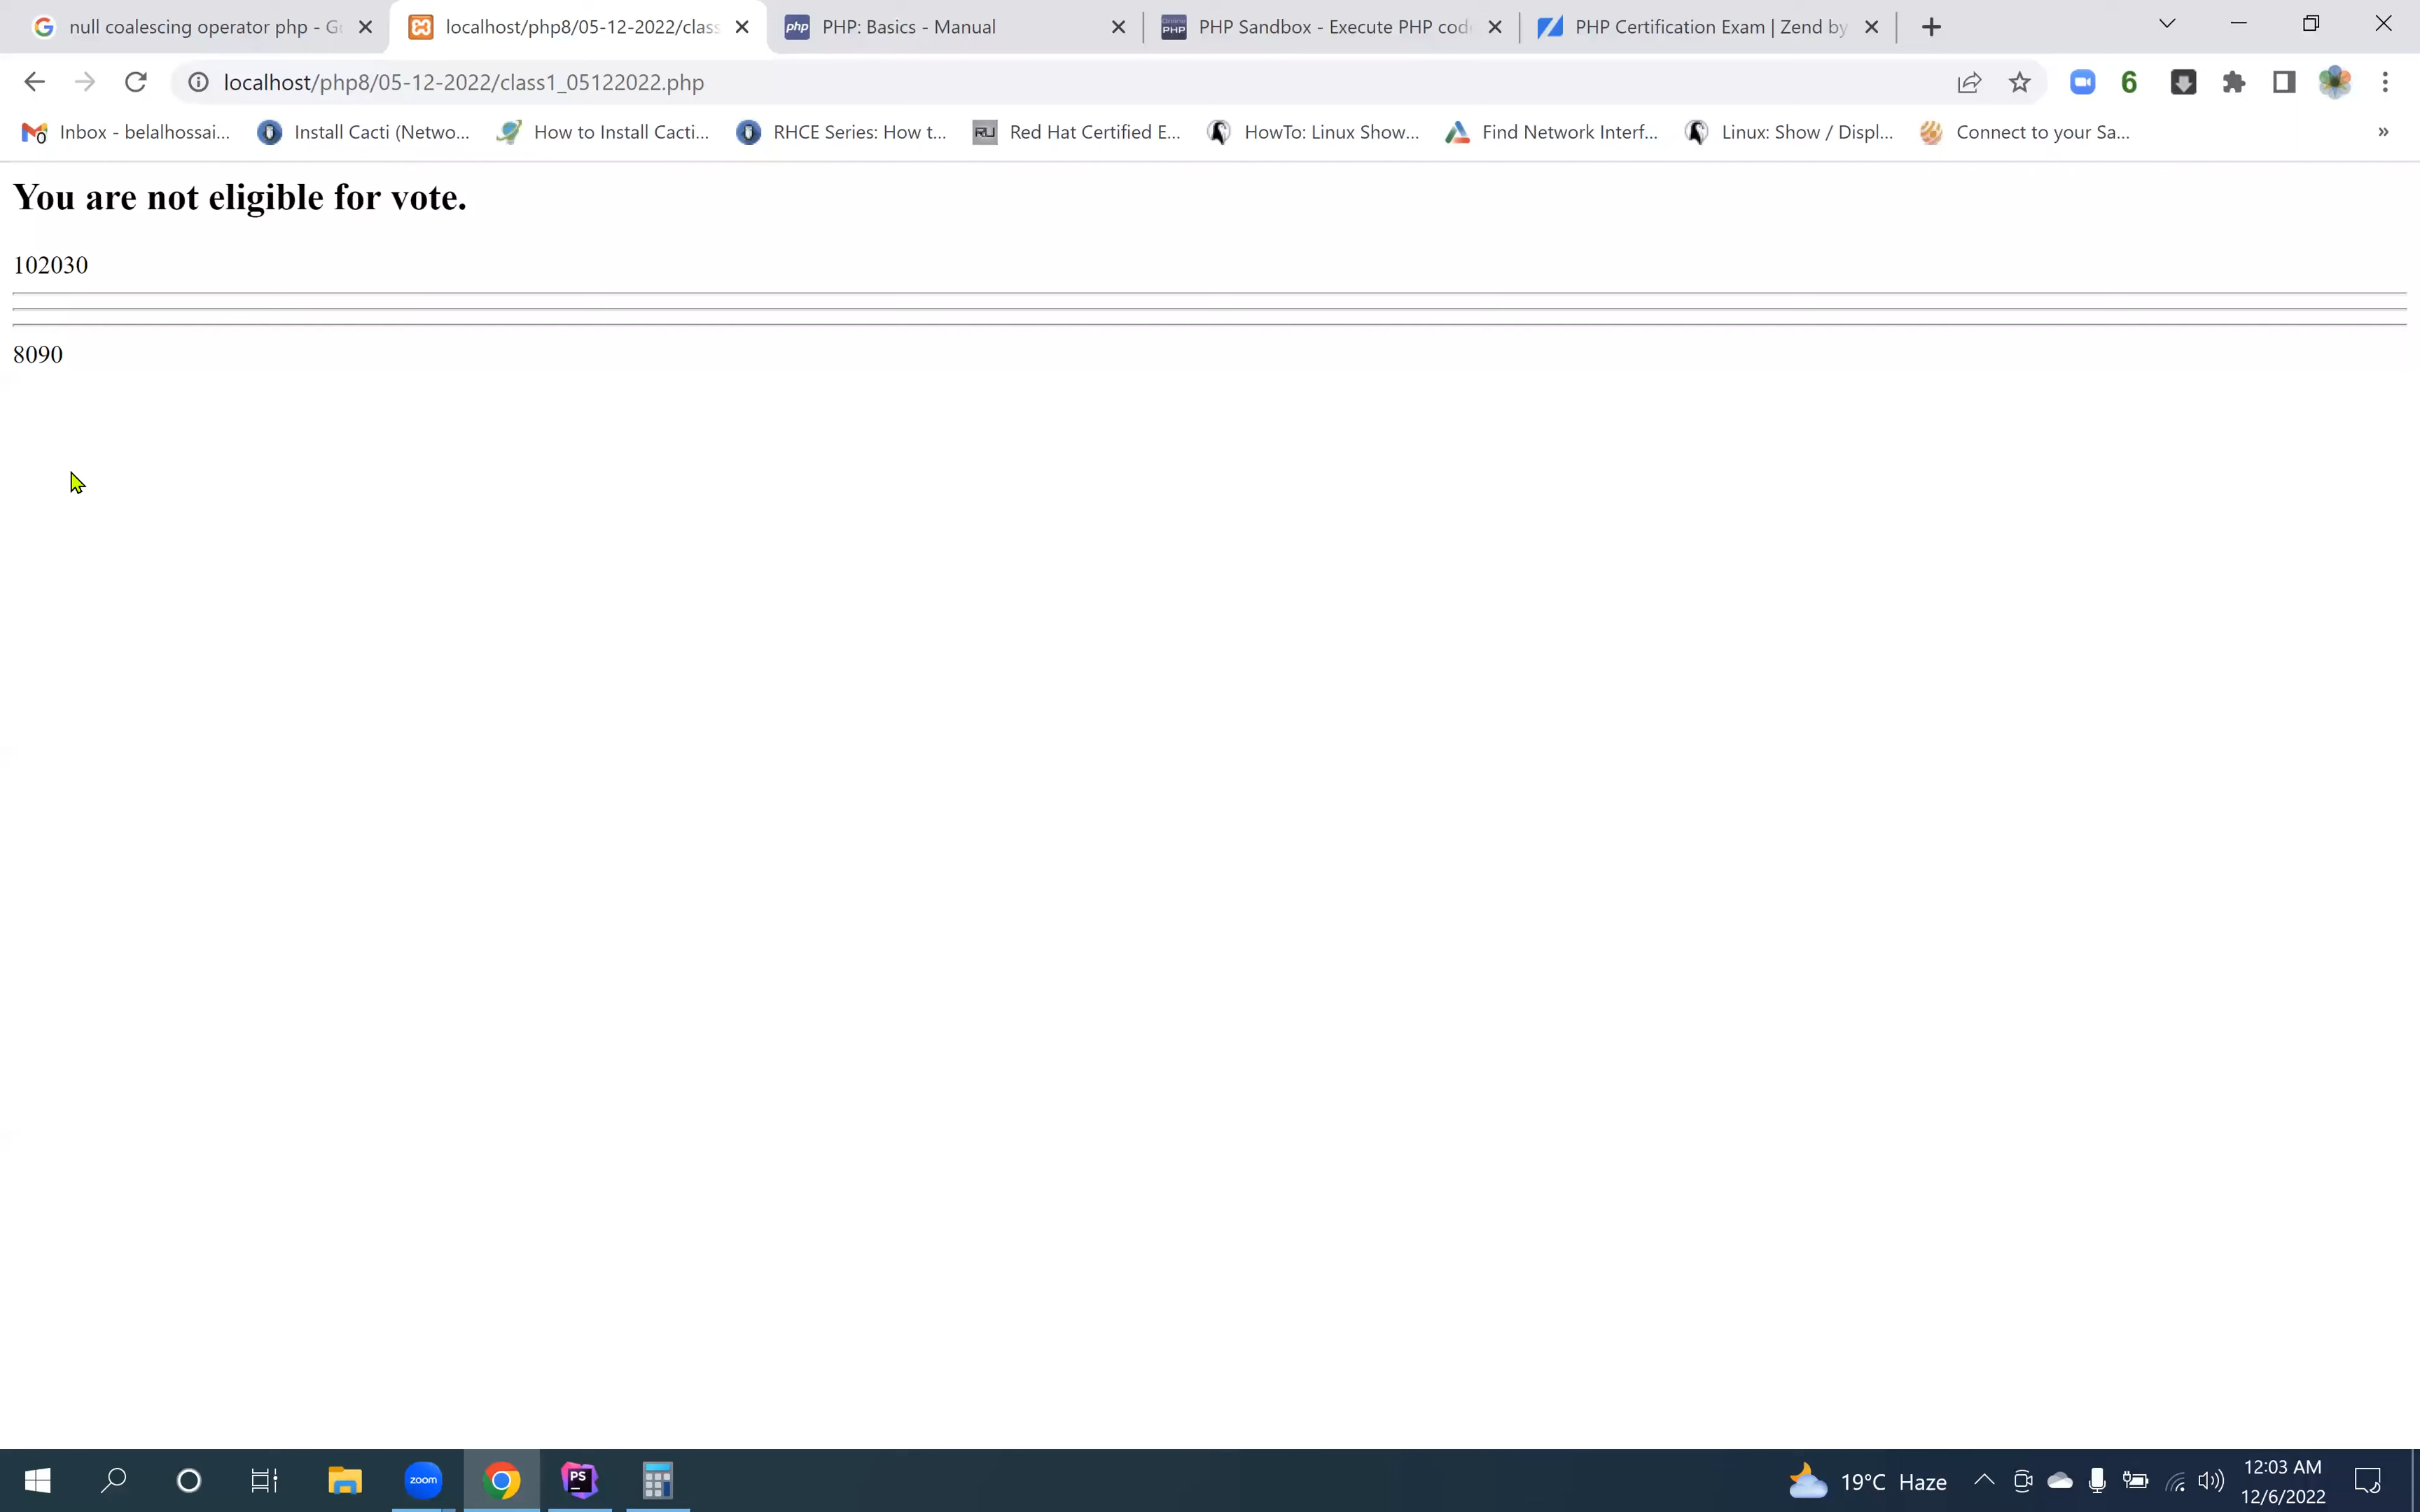 null coalescing operator php - Go
localhost/php8/05-12-2022/class
PHP: Basics - Manual
PHP Sandbox - Execute PHP cod
PHP Certification Exam | Zend by
localhost/php8/05-12-2022/class1_05122022.php
6
Inbox - belalhossai...
Install Cacti (Netwo...
How to Install Cacti...
RHCE Series: How t...
Red Hat Certified E...
HowTo: Linux Show...
Find Network Interf...
Linux: Show / Displ...
Connect to your Sa...
»
You are not eligible for vote.
102030
8090
zoom
PS
19°C Haze
12:03 AM
12/6/2022